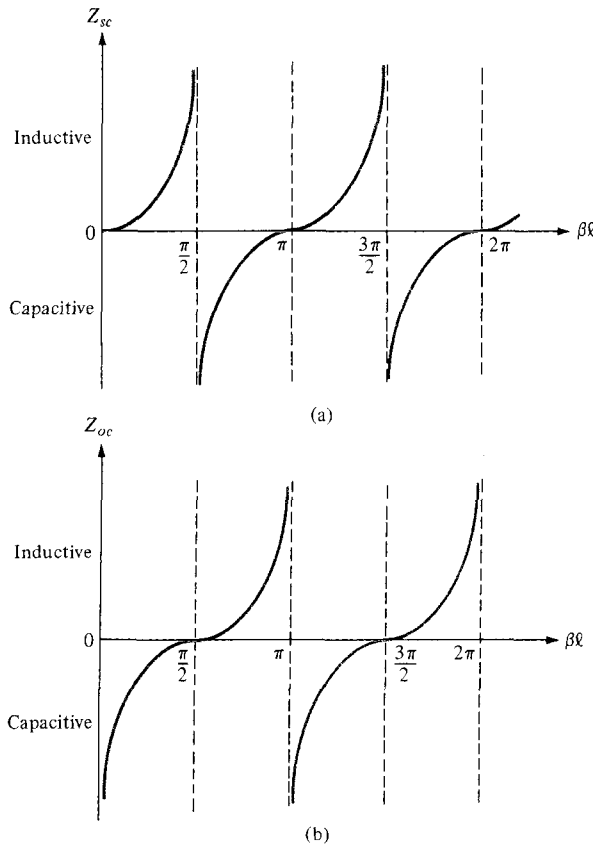 Z_sc
Inductive
0
π/2
π
3π/2
2π
βℓ
Capacitive
(a)
Z_oc
Inductive
0
π/2
π
3π/2
2π
βℓ
Capacitive
(b)